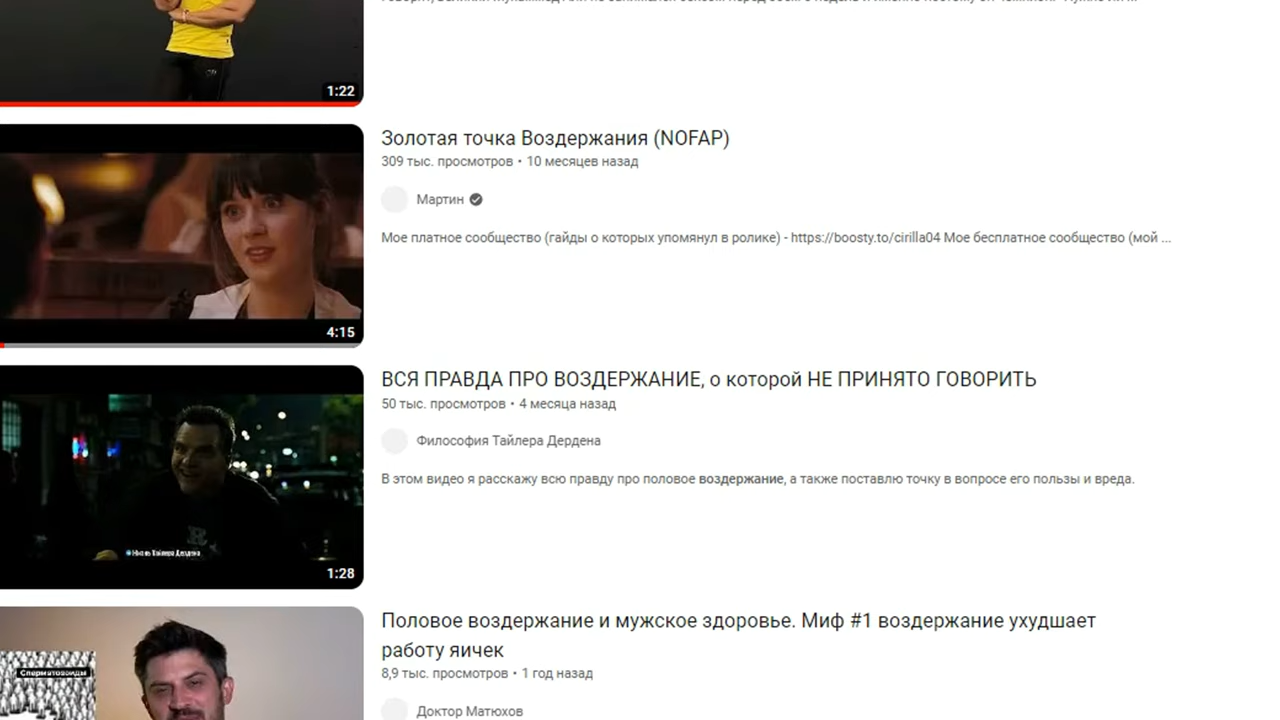 1:22
Золотая точка Воздержания (NOFAP)
309 тыс. просмотров • 10 месяцев назад
Мартин
Мое платное сообщество (гайды о которых упомянул в ролике) - https://boosty.to/cirilla04 Мое бесплатное сообщество (мой ...
4:15
ВСЯ ПРАВДА ПРО ВОЗДЕРЖАНИЕ, о которой НЕ ПРИНЯТО ГОВОРИТЬ
50 тыс. просмотров • 4 месяца назад
Философия Тайлера Дердена
В этом видео я расскажу всю правду про половое воздержание, а также поставлю точку в вопросе его пользы и вреда.
Жизнь Тайлера Дердена
1:28
Половое воздержание и мужское здоровье. Миф #1 воздержание ухудшает
работу яичек
8,9 тыс. просмотров • 1 год назад
Сперматозоиды
Доктор Матюхов